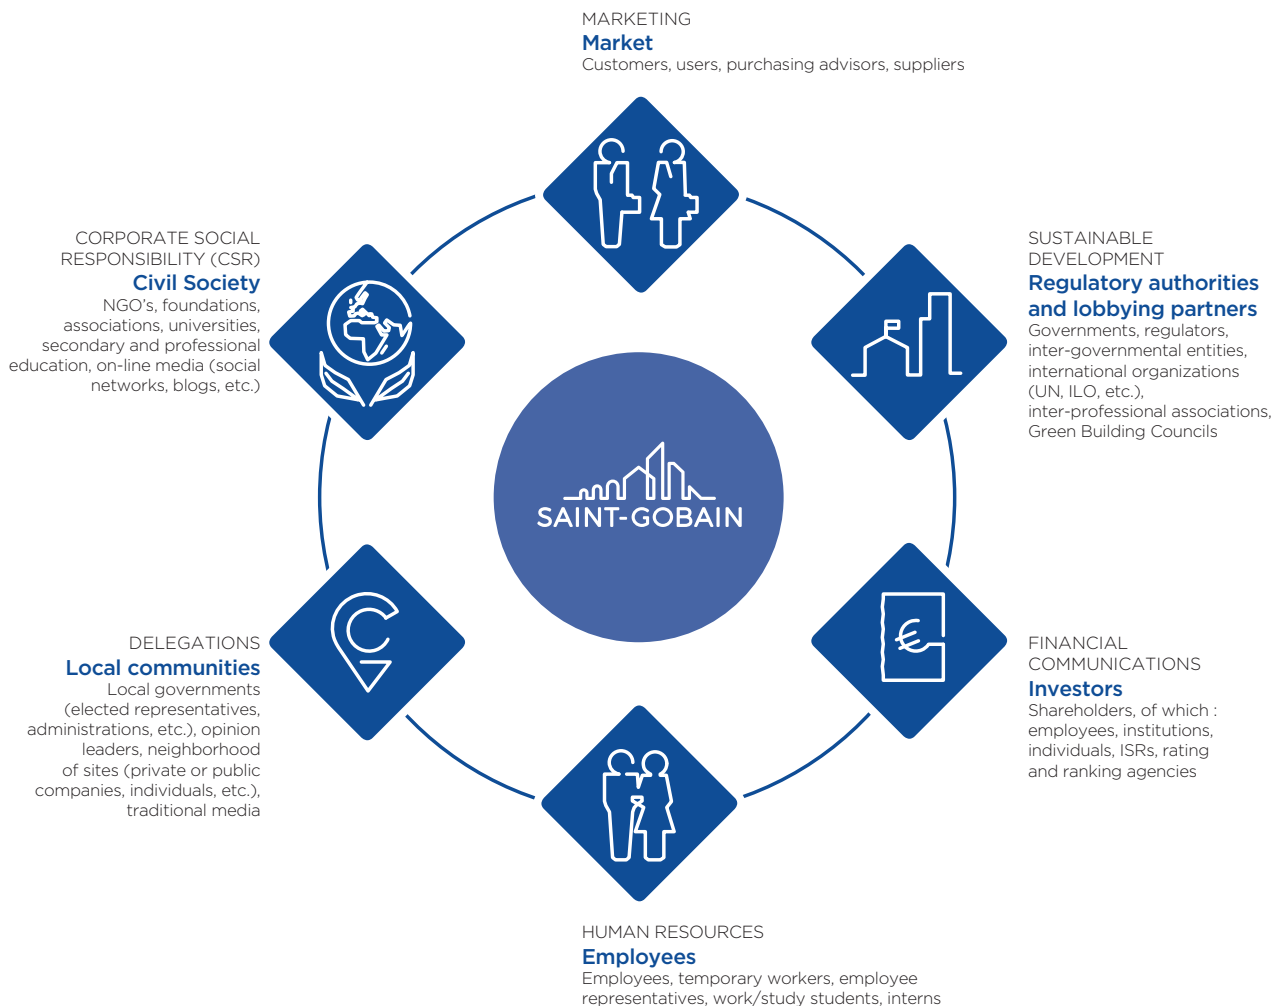 MARKETING
Market
Customers, users, purchasing advisors, suppliers
CORPORATE SOCIAL
RESPONSIBILITY (CSR)
Civil Society
NGO's, foundations,
associations, universities,
secondary and professional
education, on-line media (social
networks, blogs, etc.)
SUSTAINABLE
DEVELOPMENT
Regulatory authorities
and lobbying partners
Governments, regulators,
inter-governmental entities,
international organizations
(UN, ILO, etc.),
inter-professional associations,
Green Building Councils
SAINT-GOBAIN
DELEGATIONS
Local communities
Local governments
(elected representatives,
administrations, etc.), opinion
leaders, neighborhood
of sites (private or public
companies, individuals, etc.),
traditional media
€
FINANCIAL
COMMUNICATIONS
Investors
Shareholders, of which :
employees, institutions,
individuals, ISRs, rating
and ranking agencies
HUMAN RESOURCES
Employees
Employees, temporary workers, employee
representatives, work/study students, interns